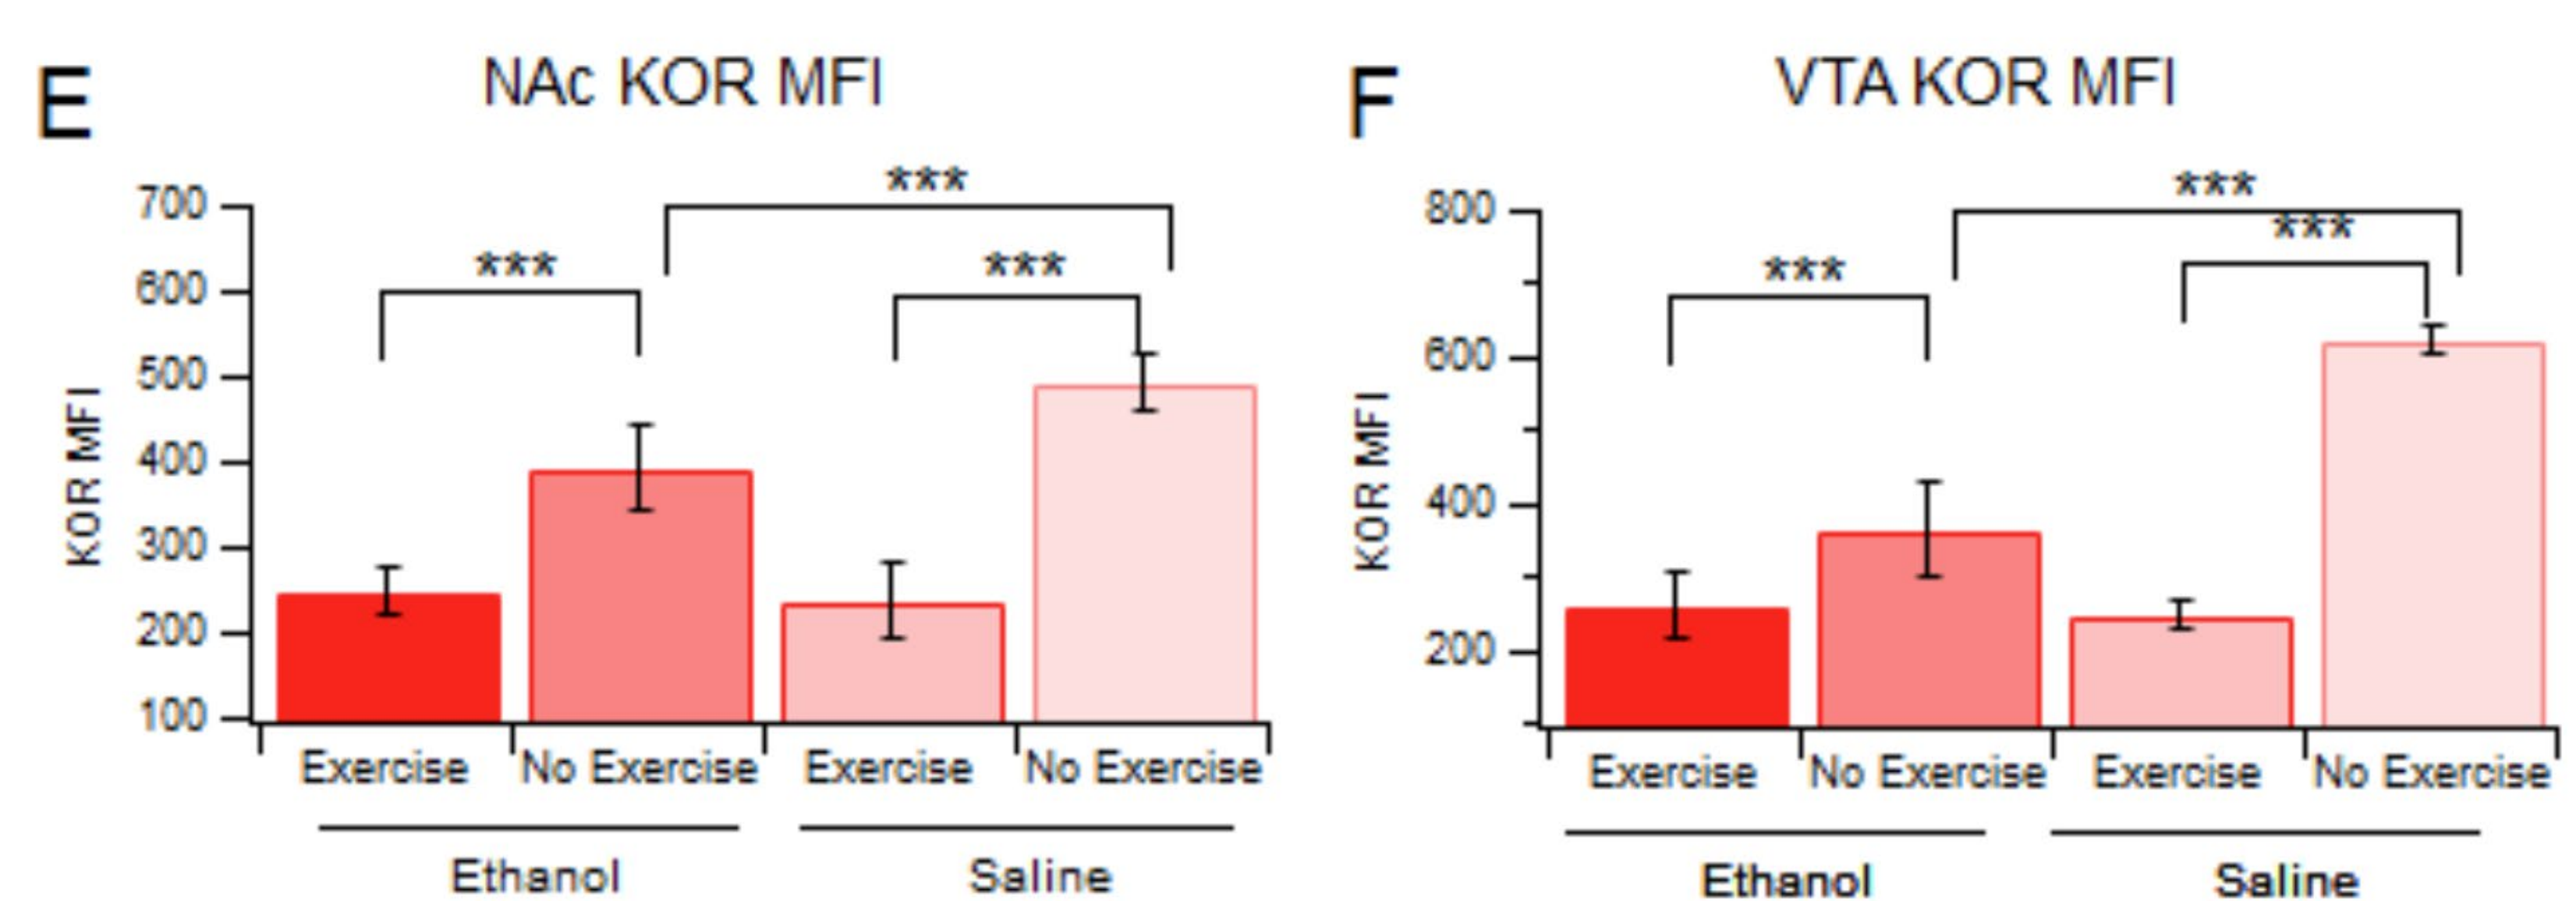 E
NAc KOR MFI
***
***
***
700
600
500
400
300
200
100
KOR MFI
Exercise No Exercise Exercise No Exercise
Ethanol Saline
F
VTA KOR MFI
***
***
***
800
600
400
200
KOR MFI
Exercise No Exercise Exercise No Exercise
Ethanol Saline